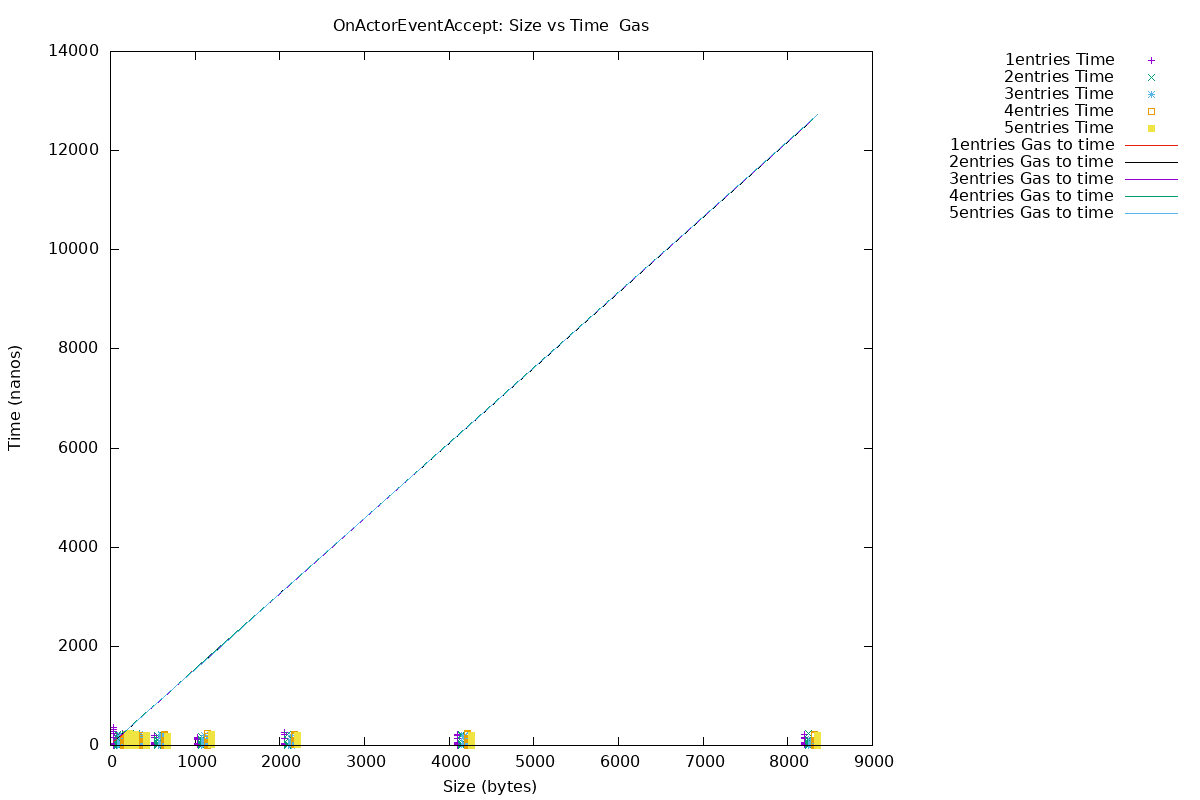 OnActorEventAccept: Size vs Time  Gas
14000
12000
10000
8000
6000
4000
2000
0
Time (nanos)
0 1000 2000 3000 4000 5000 6000 7000 8000 9000
Size (bytes)
1entries Time
2entries Time
3entries Time
4entries Time
5entries Time
1entries Gas to time
2entries Gas to time
3entries Gas to time
4entries Gas to time
5entries Gas to time